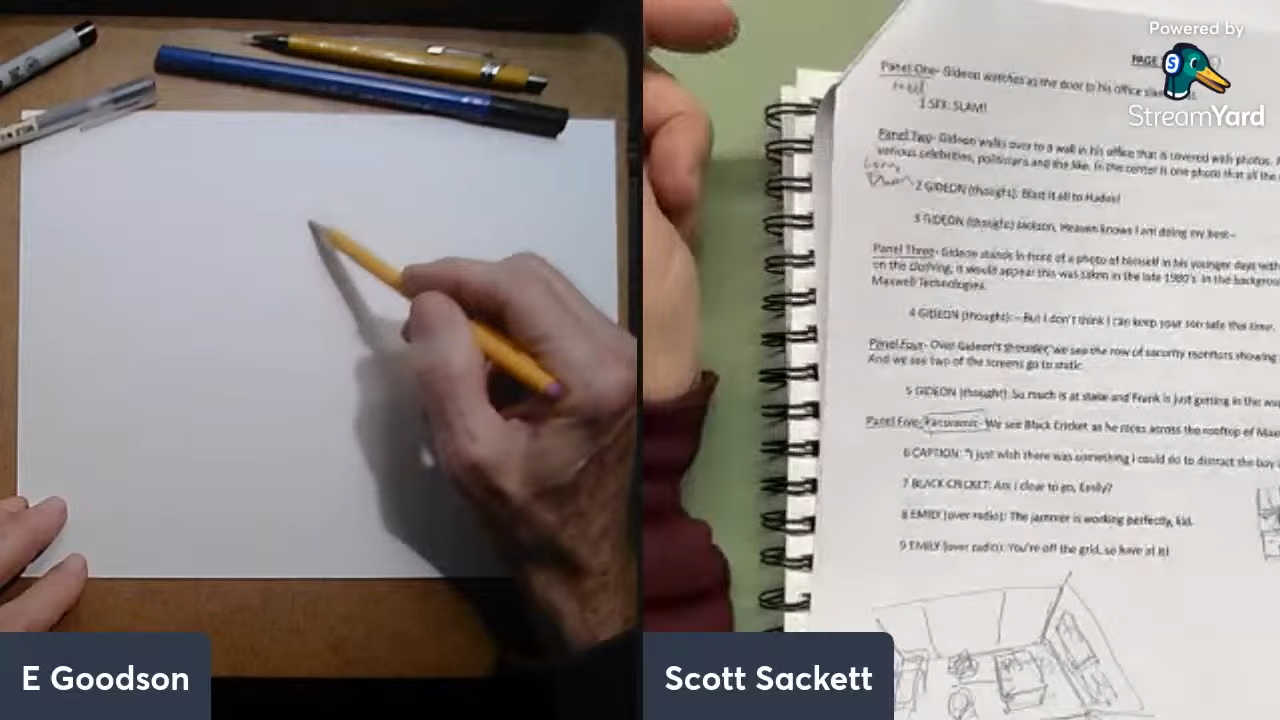 Powered by
StreamYard
PAGE
Panel One- Gideon watches as the door to his office
1 SFX: SLAM!
Panel Two- Gideon walks over to a wall in his office that is covered with photos.
various celebrities, politicians and the like. In the center is one photo that all the
2 GIDEON (thought): Blast it all to Hades!
3 GIDEON (thought): Jackson, Heaven knows I am doing my best--
Panel Three- Gideon stands in front of a photo of himself in his younger days with
on the clothing, it would appear this was taken in the late 1980's. In the background
Maxwell Technologies.
4 GIDEON (thought): --But I don't think I can keep your son safe this time.
Panel Four- Over Gideon's shoulder, we see the row of security monitors showing
And we see two of the screens go to static.
5 GIDEON (thought): So much is at stake and Frank is just getting in the way
Panel Five- Panoramic- We see Black Cricket as he races across the rooftop of Max
6 CAPTION: "I just wish there was something I could do to distract the boy
7 BLACK CRICKET: Am I clear to go, Emily?
8 EMILY (over radio): The jammer is working perfectly, kid.
9 EMILY (over radio): You're off the grid, so have at it!
E Goodson
Scott Sackett